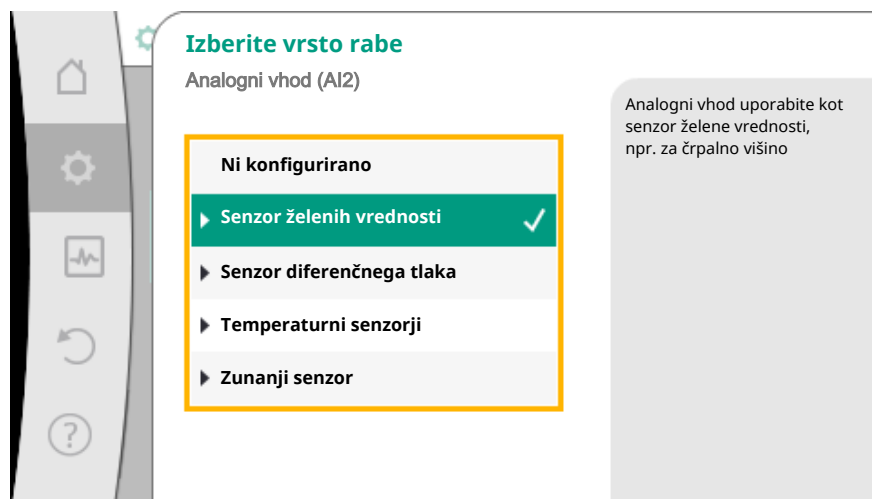 Izberite vrsto rabe
Analogni vhod (AI2)
Ni konfigurirano
Senzor želenih vrednosti
Senzor diferenčnega tlaka
Temperaturni senzorji
Zunanji senzor
Analogni vhod uporabite kot
senzor želene vrednosti,
npr. za črpalno višino